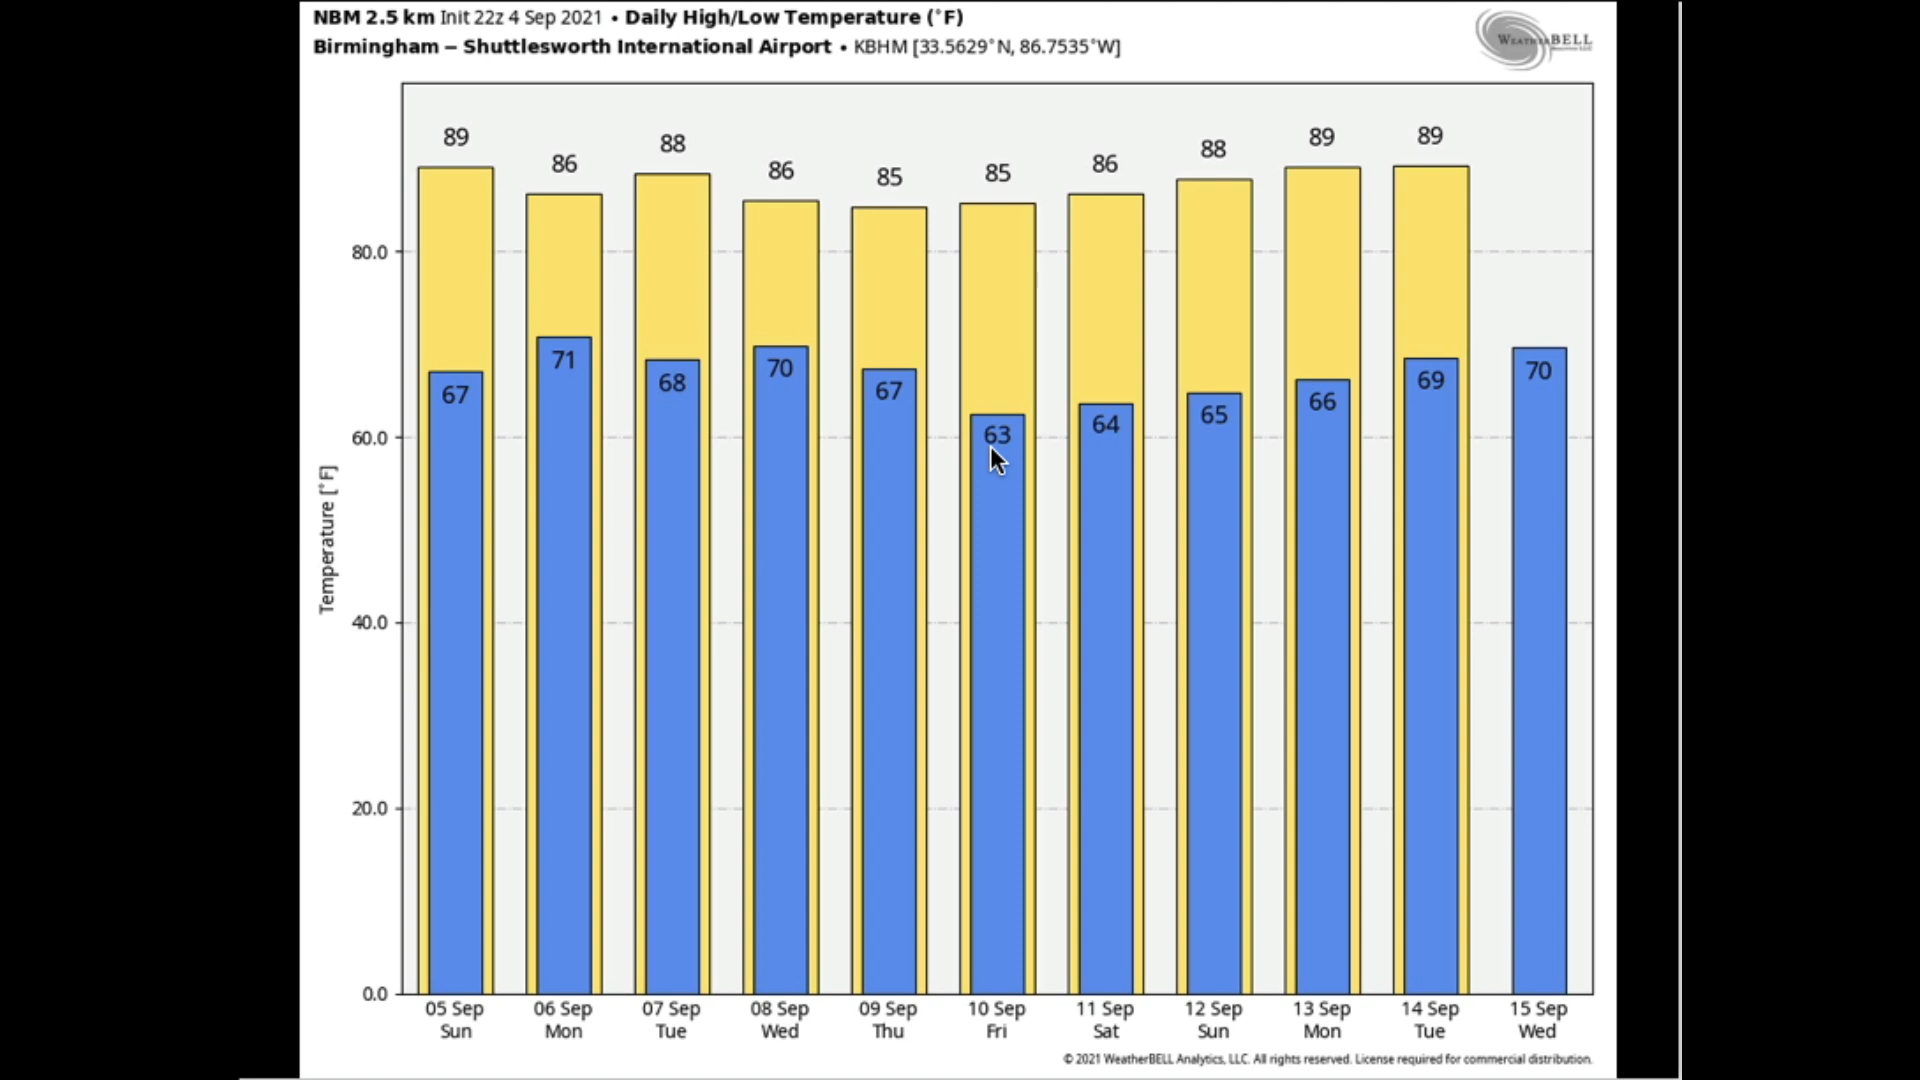 NBM 2.5 km Init 22z 4 Sep 2021 • Daily High/Low Temperature (°F)
Birmingham – Shuttlesworth International Airport • KBHM [33.5629°N, 86.7535°W]
WEATHERBELL
89 86 88 86 85 85 86 88 89 89
80.0
67 71 68 70 67 63 64 65 66 69 70
60.0
Temperature [°F]
40.0
20.0
0.0
05 Sep 06 Sep 07 Sep 08 Sep 09 Sep 10 Sep 11 Sep 12 Sep 13 Sep 14 Sep 15 Sep
Sun Mon Tue Wed Thu Fri Sat Sun Mon Tue Wed
© 2021 WeatherBELL Analytics, LLC. All rights reserved. License required for commercial distribution.